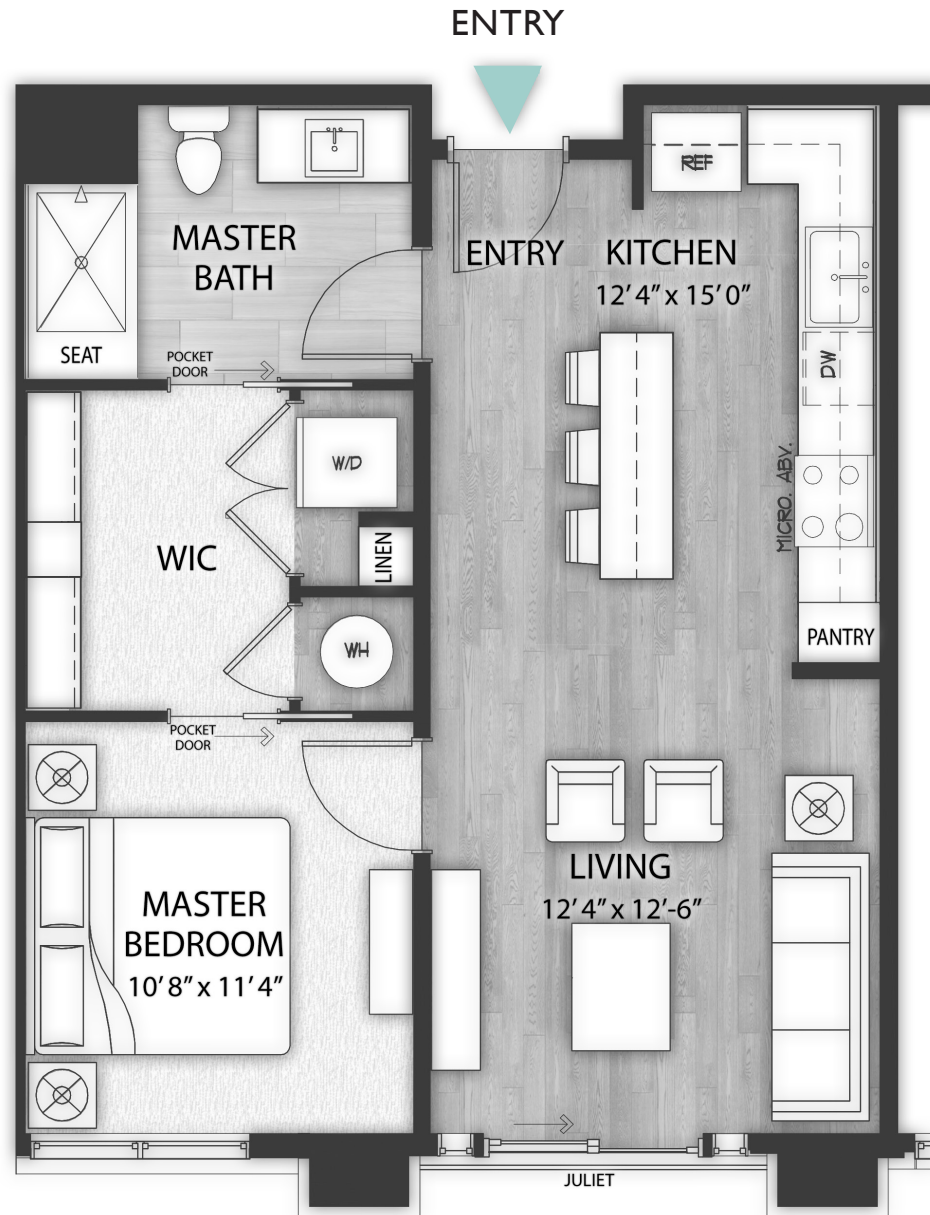 ENTRY
REF
MASTER
BATH
ENTRY
KITCHEN
12'4” x 15'0”
SEAT
POCKET
DOOR
DW
W/D
MICRO. ABV.
WIC
LINEN
WH
PANTRY
POCKET
DOOR
LIVING
12'4” x 12'-6”
MASTER
BEDROOM
10'8” x 11'4”
JULIET